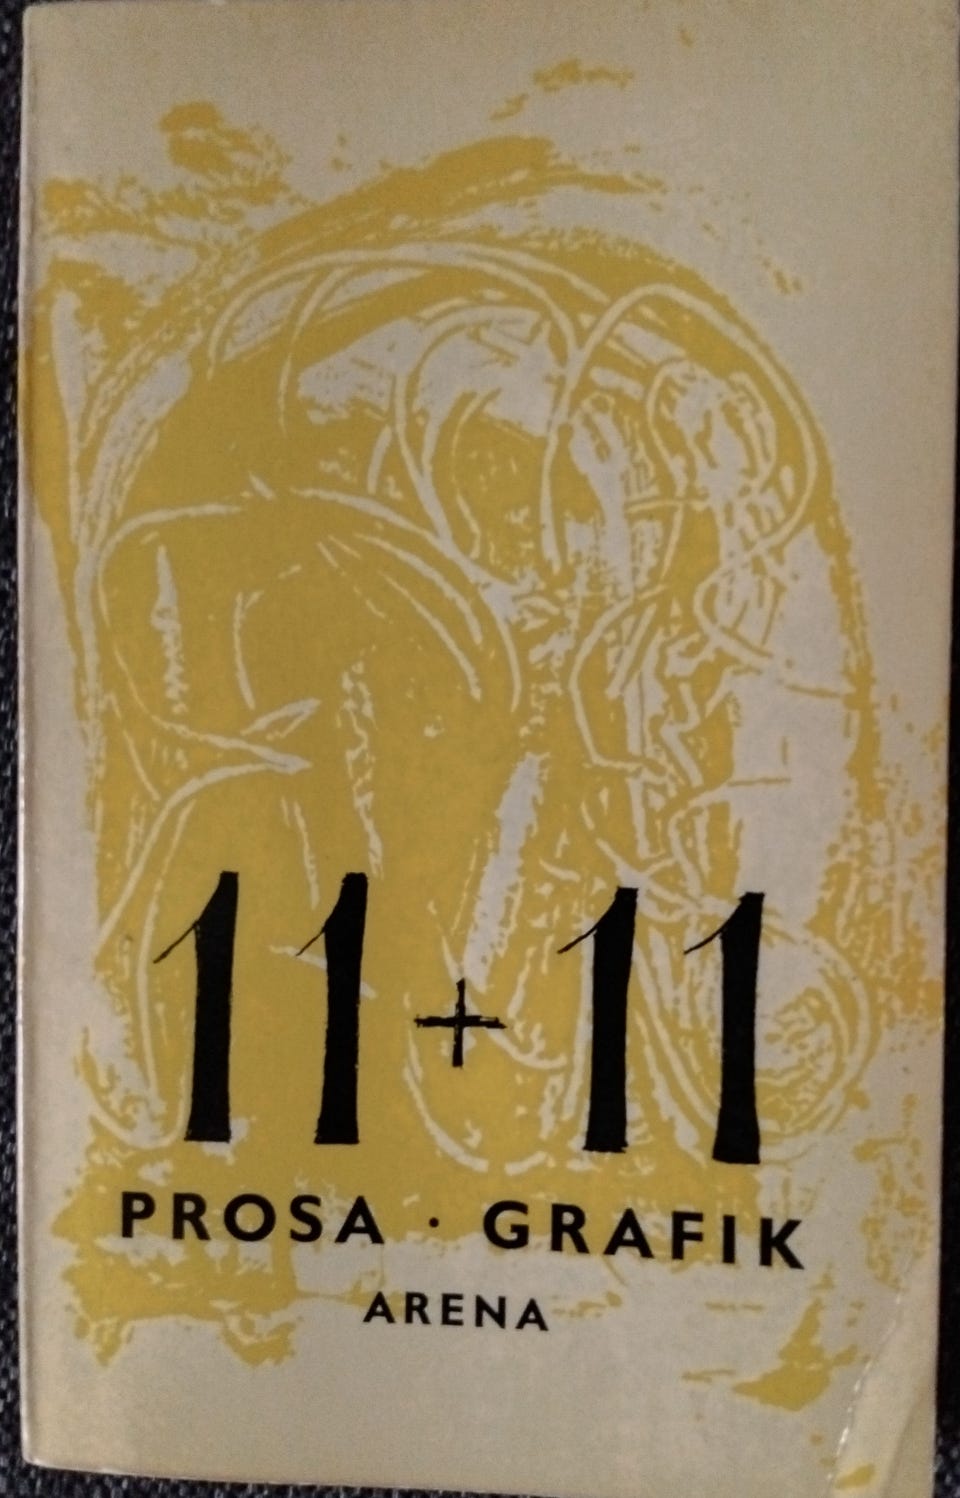 11 + 11
PROSA · GRAFIK
ARENA